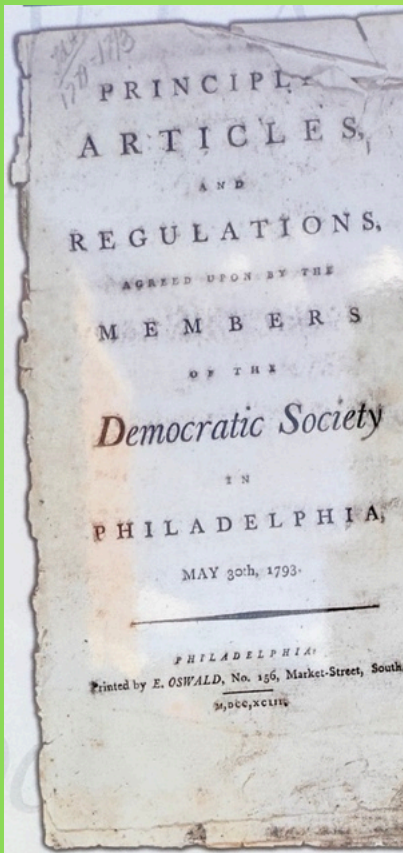 PRINCIPL
ARTICLES,
AND
REGULATIONS,
AGREED UPON BY THE
MEMBERS
OF THE
Democratic Society
IN
PHILADELPHIA,
MAY 30th, 1793.
PHILADELPHIA:
Printed by E. OSWALD, No. 156, Market-Street, South,
M,DCC,XCIII.